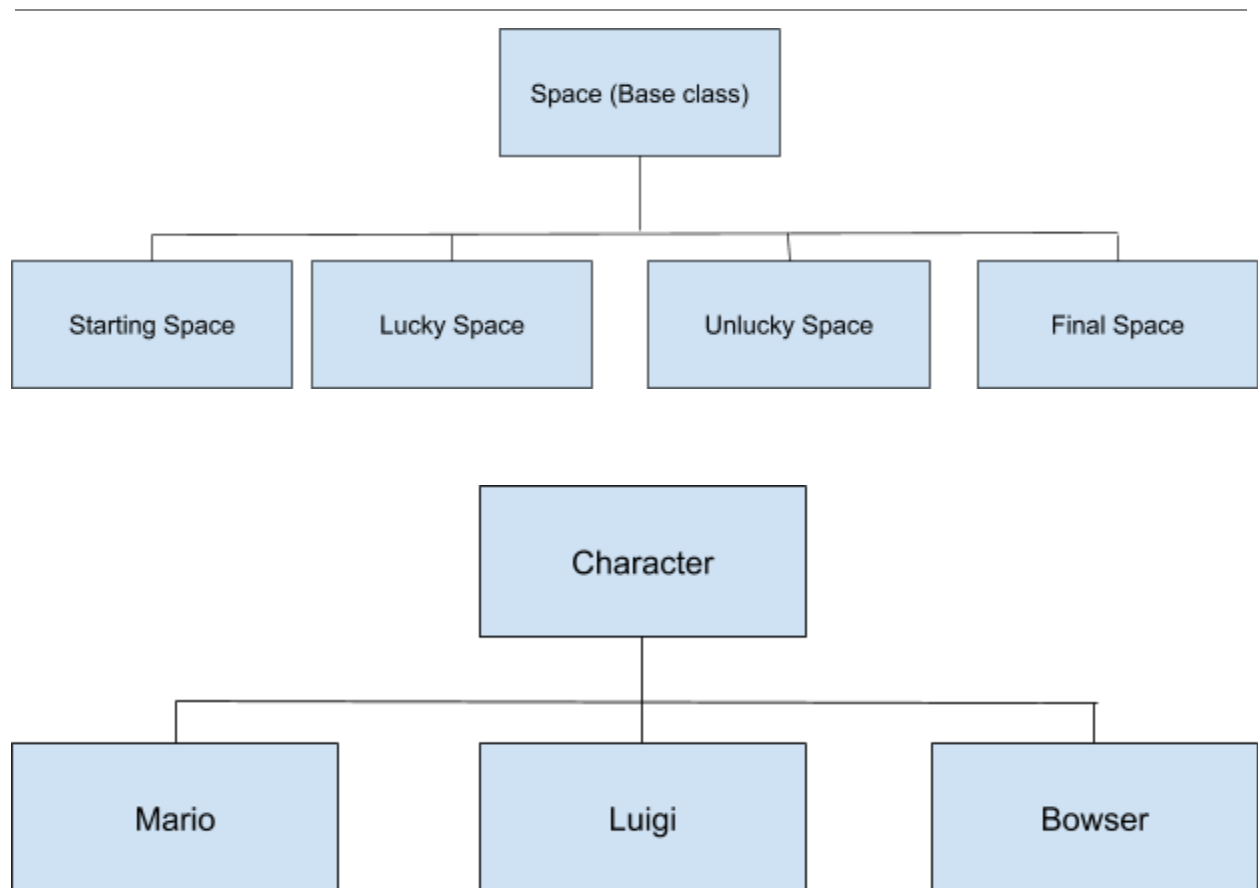 Space (Base class)
Starting Space
Lucky Space
Unlucky Space
Final Space
Character
Mario
Luigi
Bowser